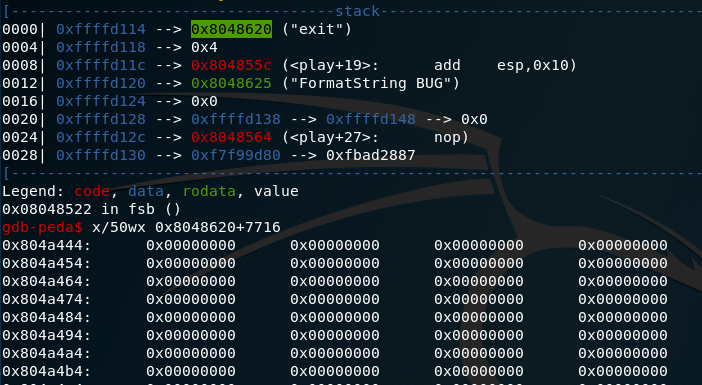 [------------------------------------stack-------------------------------------
0000| 0xffffd114 --> 0x8048620 ("exit")
0004| 0xffffd118 --> 0x4
0008| 0xffffd11c --> 0x804855c (<play+19>:      add    esp,0x10)
0012| 0xffffd120 --> 0x8048625 ("FormatString BUG")
0016| 0xffffd124 --> 0x0
0020| 0xffffd128 --> 0xffffd138 --> 0xffffd148 --> 0x0
0024| 0xffffd12c --> 0x8048564 (<play+27>:      nop)
0028| 0xffffd130 --> 0xf7f99d80 --> 0xfbad2887
[------------------------------------------------------------------------------
Legend: code, data, rodata, value
0x08048522 in fsb ()
gdb-peda$ x/50wx 0x8048620+7716
0x804a444:      0x00000000      0x00000000      0x00000000      0x00000000
0x804a454:      0x00000000      0x00000000      0x00000000      0x00000000
0x804a464:      0x00000000      0x00000000      0x00000000      0x00000000
0x804a474:      0x00000000      0x00000000      0x00000000      0x00000000
0x804a484:      0x00000000      0x00000000      0x00000000      0x00000000
0x804a494:      0x00000000      0x00000000      0x00000000      0x00000000
0x804a4a4:      0x00000000      0x00000000      0x00000000      0x00000000
0x804a4b4:      0x00000000      0x00000000      0x00000000      0x00000000